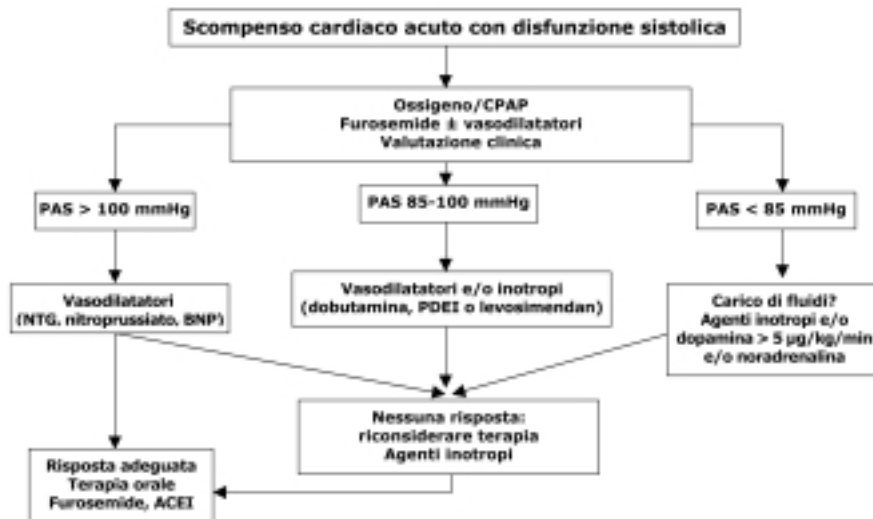 Scompenso cardiaco acuto con disfunzione sistolica
Ossigeno/CPAP
Furosemide ± vasodilatatori
Valutazione clinica
PAS > 100 mmHg
PAS 85-100 mmHg
PAS < 85 mmHg
Vasodilatatori
(NTG, nitroprussiato, BNP)
Vasodilatatori e/o inotropi
(dobutamina, PDEI o levosimendan)
Carico di fluidi?
Agenti inotropi e/o
dopamina > 5 µg/kg/min
e/o noradrenalina
Nessuna risposta:
riconsiderare terapia
Agenti inotropi
Risposta adeguata
Terapia orale
Furosemide, ACEI